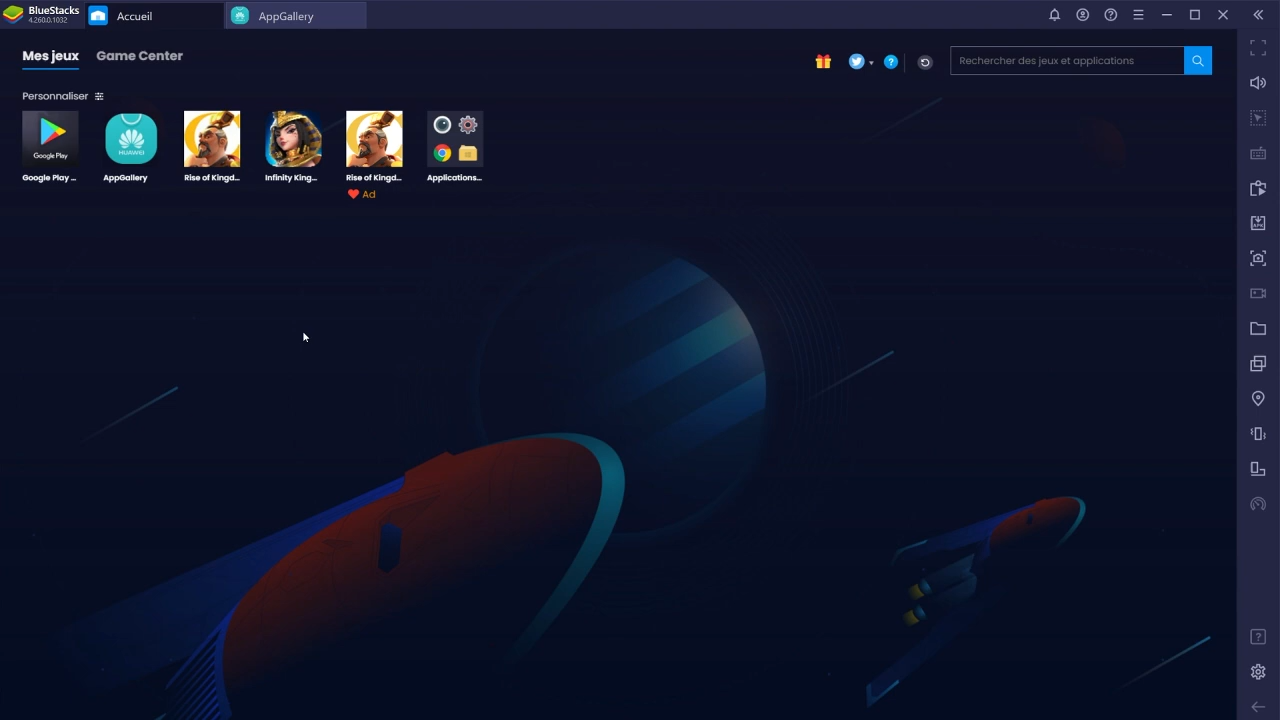 BlueStacks
4.260.0.1032
Accueil
AppGallery
Mes jeux
Game Center
Rechercher des jeux et applications
Personnaliser
Google Play
HUAWEI
Google Play ...
AppGallery
Rise of Kingd...
Infinity King...
Rise of Kingd...
Applications...
Ad